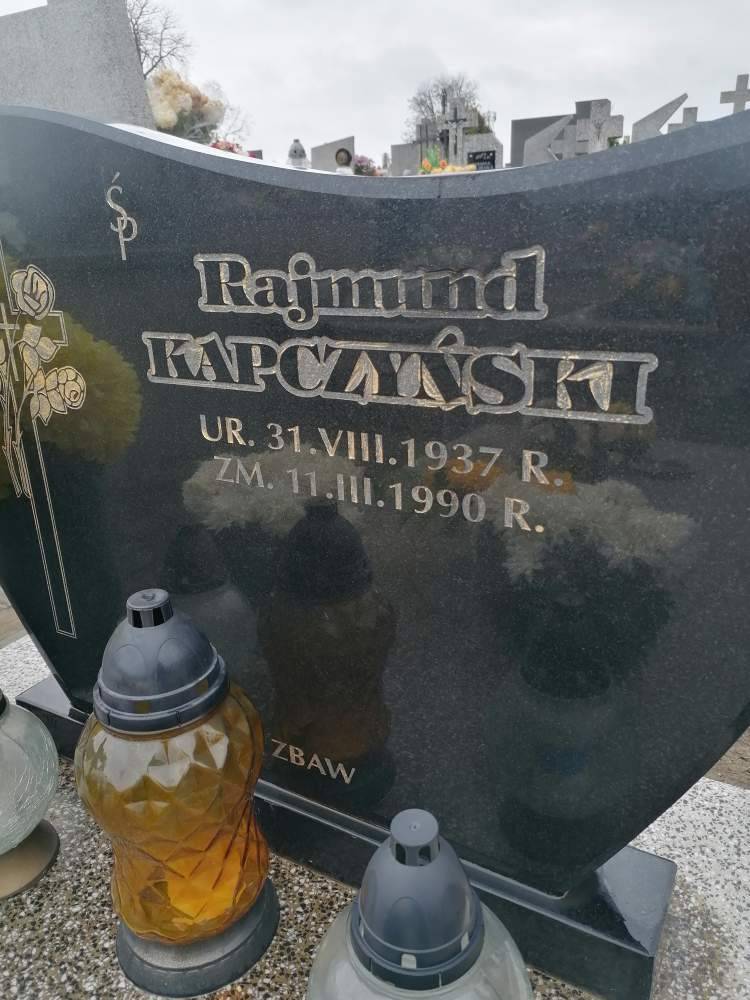 ŚP
Rajmund
KAPCZYŃSKI
UR. 31.VIII.1937 R.
ZM. 11.III.1990 R.
ZBAW